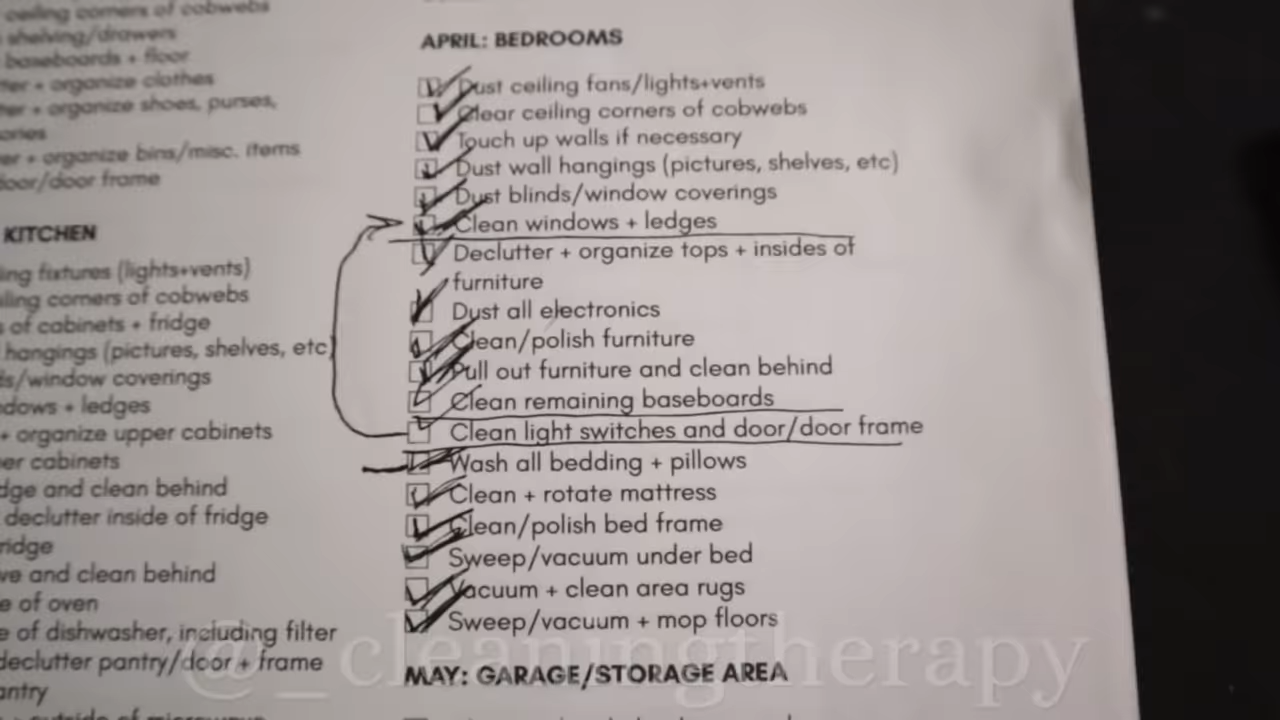 ceiling corners of cobwebs
shelving/drawers
baseboards + floor
+ organize clothes
+ organize shoes, purses,
+ organize bins/misc. items
door/door frame
KITCHEN
fixtures (lights+vents)
corners of cobwebs
of cabinets + fridge
hangings (pictures, shelves, etc)
/window coverings
+ ledges
+ organize upper cabinets
cabinets
and clean behind
declutter inside of fridge
and clean behind
of oven
of dishwasher, including filter
declutter pantry/door + frame
APRIL: BEDROOMS
Dust ceiling fans/lights+vents
Clear ceiling corners of cobwebs
Touch up walls if necessary
Dust wall hangings (pictures, shelves, etc)
Dust blinds/window coverings
Clean windows + ledges
Declutter + organize tops + insides of
furniture
Dust all electronics
Clean/polish furniture
Pull out furniture and clean behind
Clean remaining baseboards
Clean light switches and door/door frame
Wash all bedding + pillows
Clean + rotate mattress
Clean/polish bed frame
Sweep/vacuum under bed
Vacuum + clean area rugs
Sweep/vacuum + mop floors
MAY: GARAGE/STORAGE AREA
@_cleaningtherapy